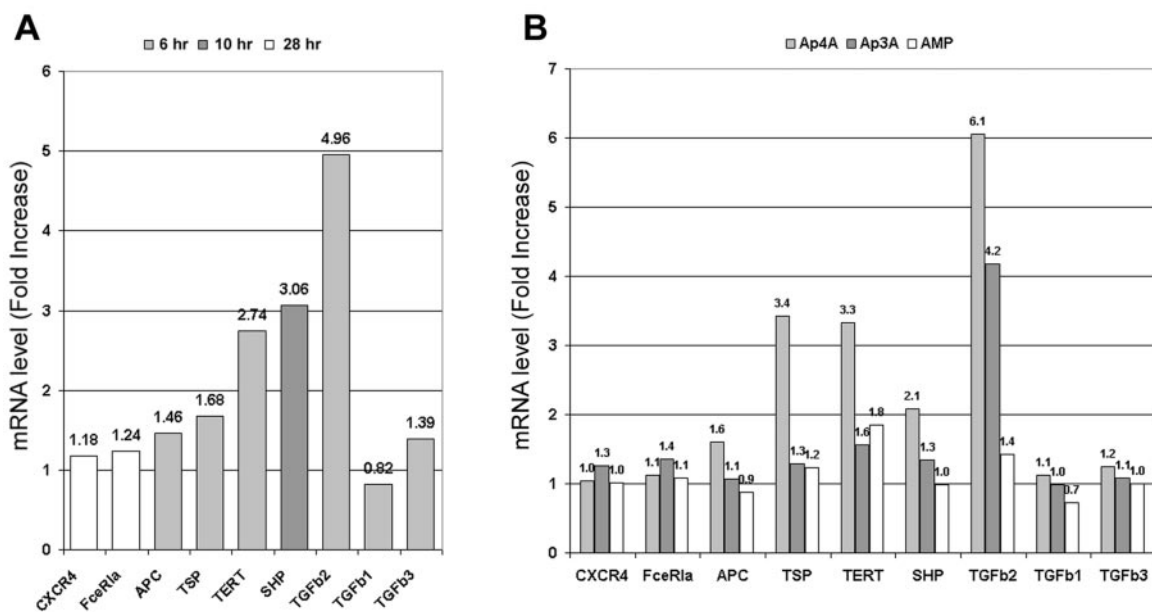 A
6 hr 10 hr 28 hr
mRNA level (Fold Increase)
6
5
4
3
2
1
0
1.18
1.24
1.46
1.68
2.74
3.06
4.96
0.82
1.39
CXCR4
FceRIa
APC
TSP
TERT
SHP
TGFb2
TGFb1
TGFb3
B
Ap4A Ap3A AMP
mRNA level (Fold Increase)
7
6
5
4
3
2
1
0
1.0 1.3 1.0
1.1 1.4 1.1
1.6 1.1 0.9
3.4 1.3 1.2
3.3 1.6 1.8
2.1 1.3 1.0
6.1 4.2 1.4
1.1 1.0 0.7
1.2 1.1 1.0
CXCR4 FceRIa APC TSP TERT SHP TGFb2 TGFb1 TGFb3